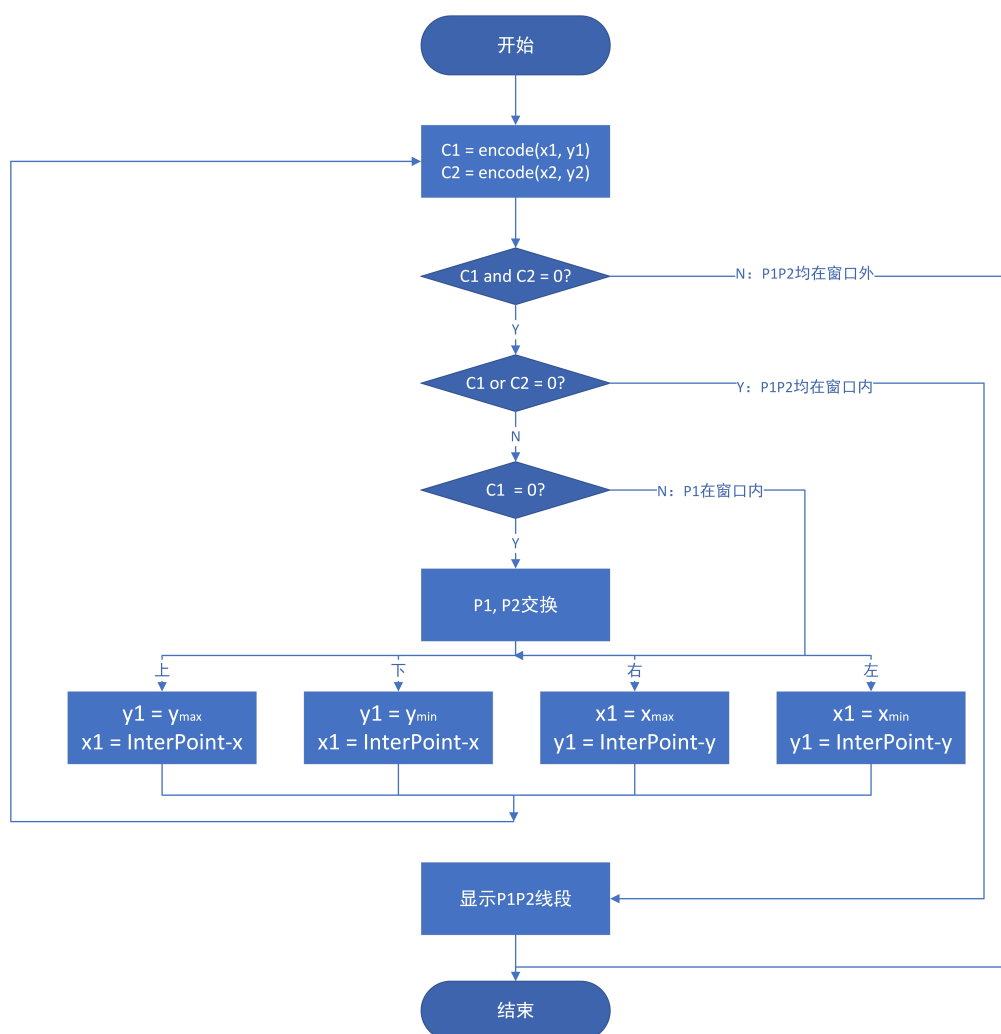 开始
C1 = encode(x1, y1)
C2 = encode(x2, y2)
C1 and C2 = 0?
N：P1P2均在窗口外
Y
C1 or C2 = 0?
Y：P1P2均在窗口内
N
C1 = 0?
N：P1在窗口内
Y
P1, P2交换
上
下
右
左
y1 = ymax
x1 = InterPoint-x
y1 = ymin
x1 = InterPoint-x
x1 = xmax
y1 = InterPoint-y
x1 = xmin
y1 = InterPoint-y
显示P1P2线段
结束